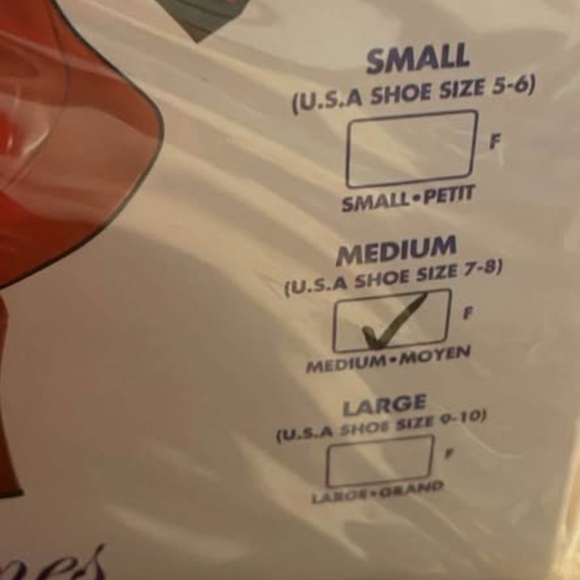 SMALL
(U.S.A SHOE SIZE 5-6)
F
SMALL•PETIT
MEDIUM
(U.S.A SHOE SIZE 7-8)
✓ F
MEDIUM•MOYEN
LARGE
(U.S.A SHOE SIZE 9-10)
F
LARGE•GRAND